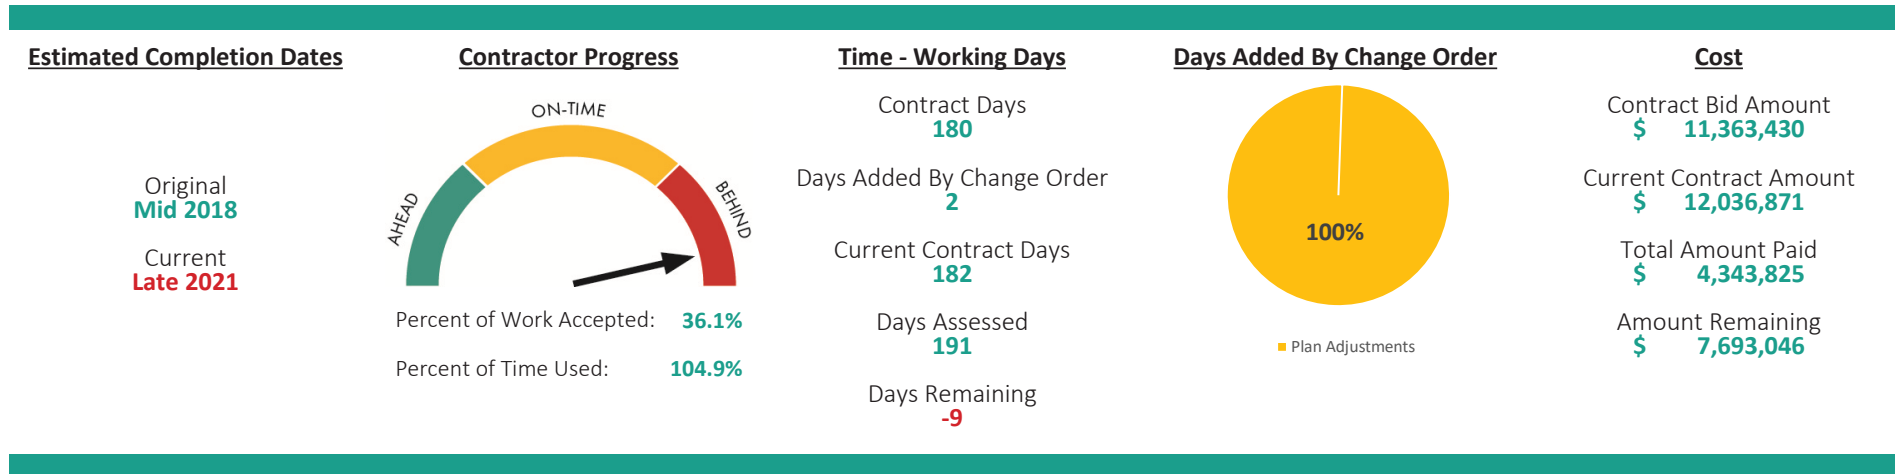 Estimated Completion Dates
Original
Mid 2018
Current
Late 2021
Contractor Progress
ON-TIME
AHEAD
BEHIND
Percent of Work Accepted: 36.1%
Percent of Time Used: 104.9%
Time - Working Days
Contract Days
180
Days Added By Change Order
2
Current Contract Days
182
Days Assessed
191
Days Remaining
-9
Days Added By Change Order
100%
Plan Adjustments
Cost
Contract Bid Amount
$ 11,363,430
Current Contract Amount
$ 12,036,871
Total Amount Paid
$ 4,343,825
Amount Remaining
$ 7,693,046